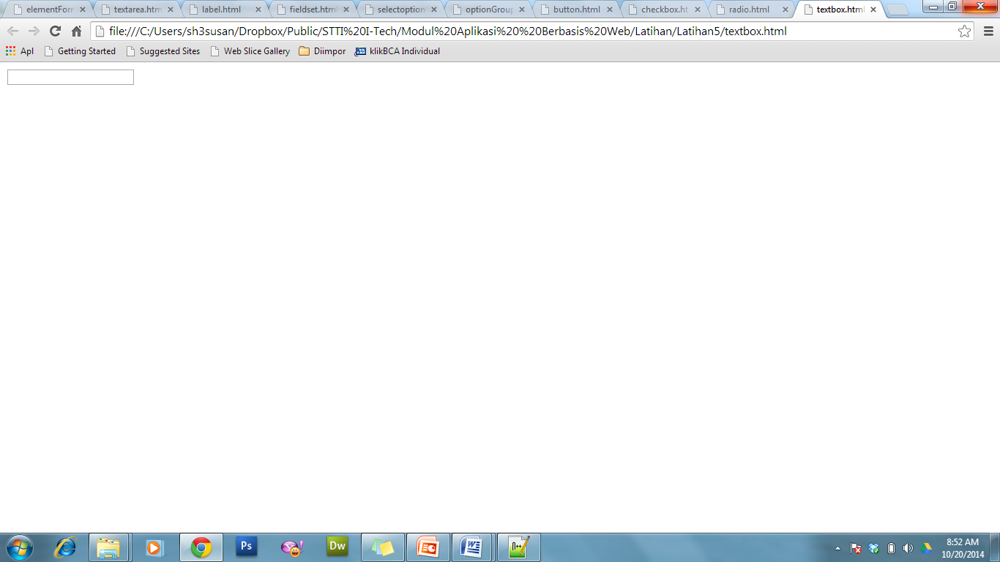 elementForr textarea.htm label.html fieldset.html selectoption optionGroup button.html checkbox.ht radio.html textbox.html
file:///C:/Users/sh3susan/Dropbox/Public/STTI%20I-Tech/Modul%20Aplikasi%20%20Berbasis%20Web/Latihan/Latihan5/textbox.html
Apl Getting Started Suggested Sites Web Slice Gallery Diimpor klikBCA Individual
Ps Dw
8:52 AM
10/20/2014